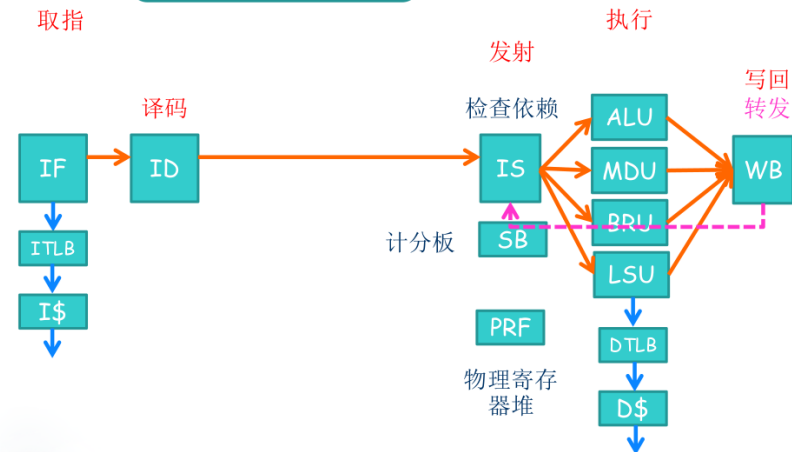 取指
执行
发射
译码
检查依赖
写回
转发
IF
ID
IS
ALU
MDU
BRU
LSU
WB
ITLB
计分板
SB
I$
PRF
DTLB
物理寄存
器堆
D$